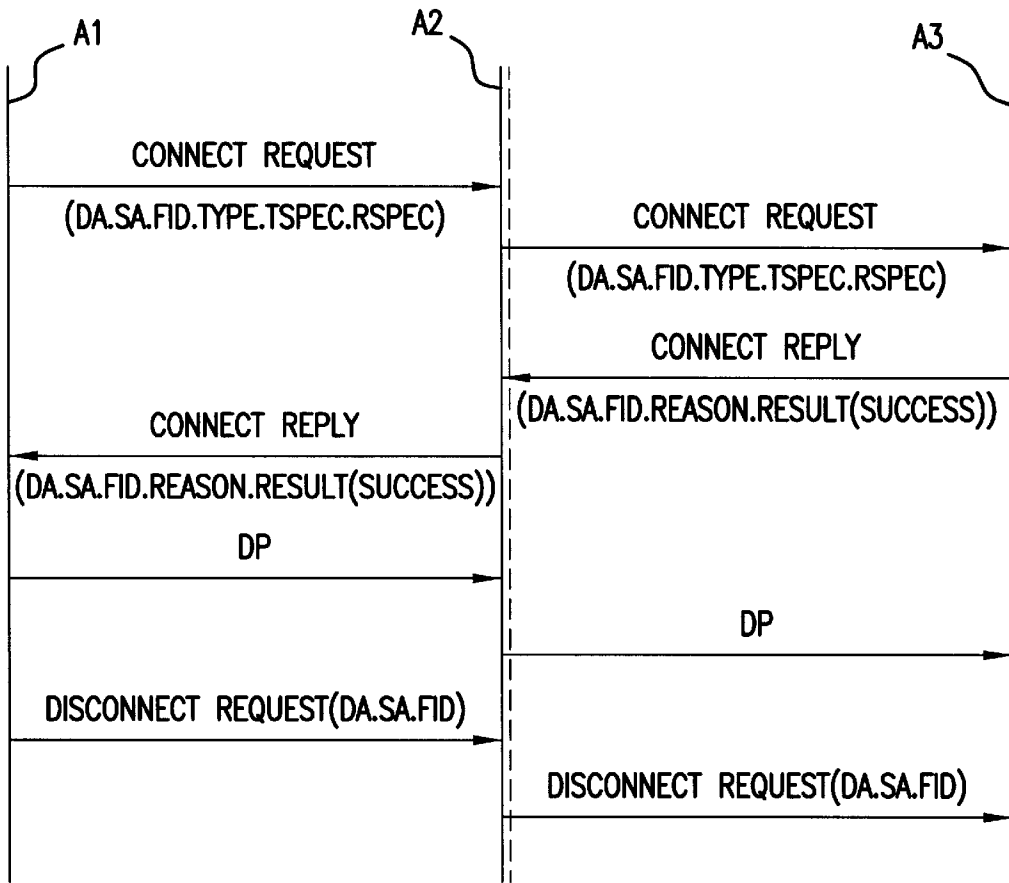 A1
A2
A3
CONNECT REQUEST
(DA.SA.FID.TYPE.TSPEC.RSPEC)
CONNECT REQUEST
(DA.SA.FID.TYPE.TSPEC.RSPEC)
CONNECT REPLY
(DA.SA.FID.REASON.RESULT(SUCCESS))
CONNECT REPLY
(DA.SA.FID.REASON.RESULT(SUCCESS))
DP
DP
DISCONNECT REQUEST(DA.SA.FID)
DISCONNECT REQUEST(DA.SA.FID)